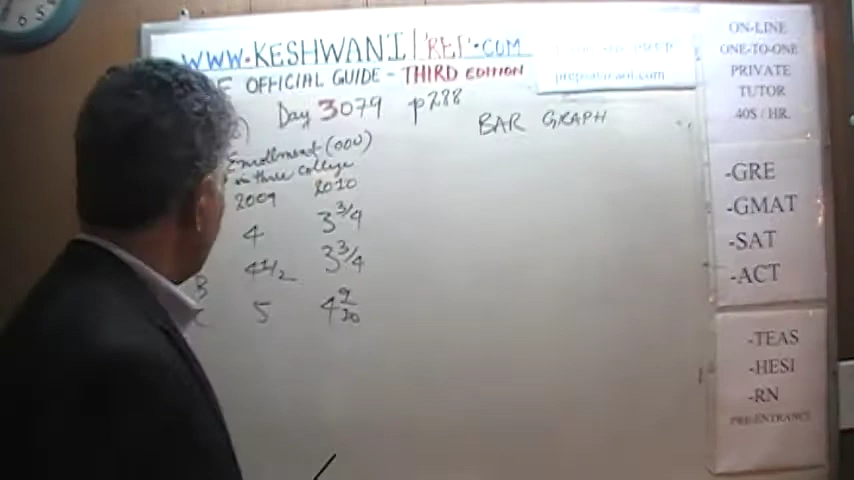 WWW.KESHWANI PREP.COM
OFFICIAL GUIDE - THIRD EDITION
Day 3079 p288
BAR GRAPH
Enrollment (000)
in three college
2009 2010
4 3 3/4
B 4 1/2 3 3/4
C 5 4 9/20
ON-LINE
ONE-TO-ONE
PRIVATE
TUTOR
40$ / HR.
-GRE
-GMAT
-SAT
-ACT
-TEAS
-HESI
-RN
PRE-ENTRANCE